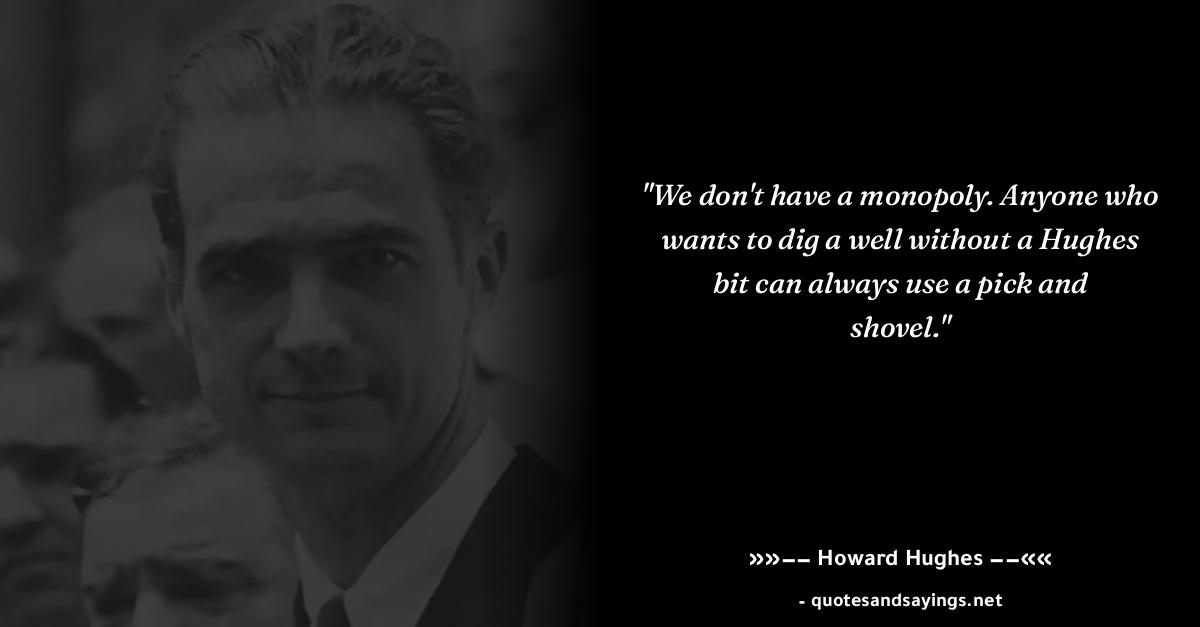 "We don't have a monopoly. Anyone who
wants to dig a well without a Hughes
bit can always use a pick and
shovel."
»»–– Howard Hughes ––««
- quotesandsayings.net